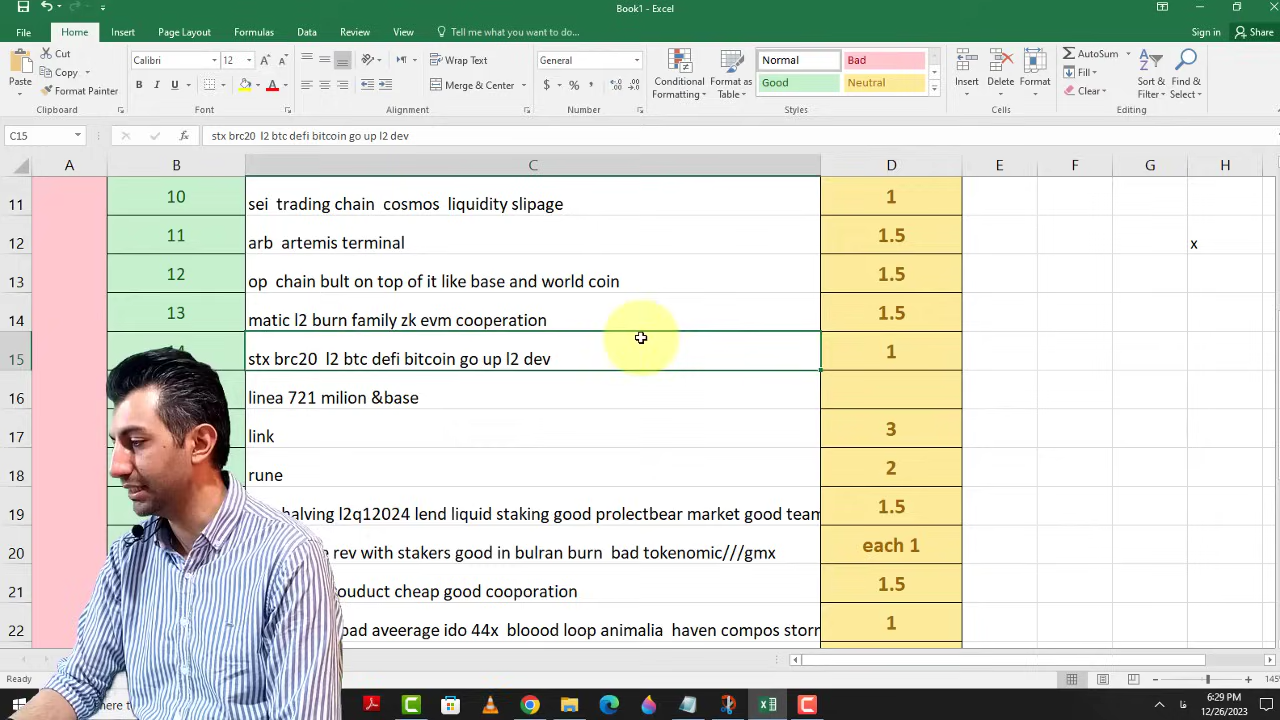 Book1 - Excel
File Home Insert Page Layout Formulas Data Review View Tell me what you want to do... Sign in Share
Paste Cut Calibri 12 Wrap Text General Conditional Formatting Format as Table Normal Bad Insert Delete Format AutoSum Sort & Filter Find & Select
Copy Fill
Format Painter B I U A Merge & Center $ % Good Neutral Clear
Clipboard Font Alignment Number Styles Cells Editing
C15 fx stx brc20 l2 btc defi bitcoin go up l2 dev
A B C D E F G H
11 10 sei trading chain cosmos liquidity slipage 1
12 11 arb artemis terminal 1.5 x
13 12 op chain bult on top of it like base and world coin 1.5
14 13 matic l2 burn family zk evm cooperation 1.5
15 stx brc20 l2 btc defi bitcoin go up l2 dev 1
16 linea 721 milion &base
17 link 3
18 rune 2
19 halving l2q12024 lend liquid staking good prolectbear market good team 1.5
20 rev with stakers good in bulran burn bad tokenomic///gmx each 1
21 cheap good cooporation 1.5
22 aveerage ido 44x bloood loop animalia haven compos storr 1
Ready 145
6:29 PM
12/26/2023